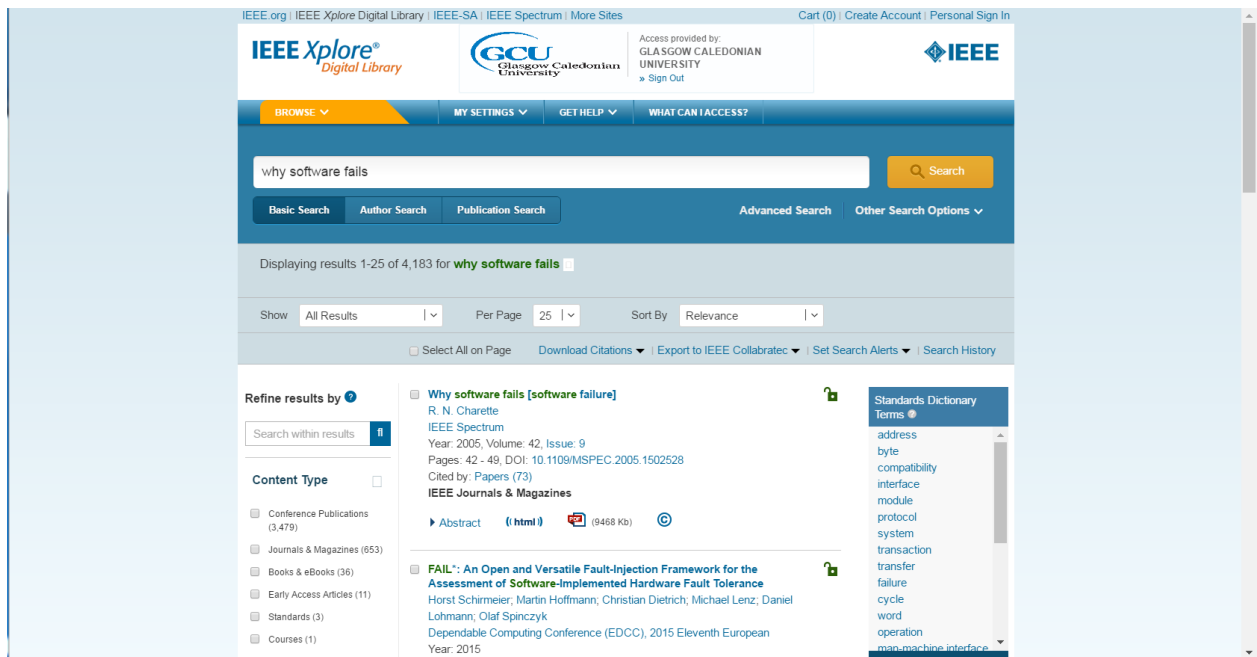 IEEE.org | IEEE Xplore Digital Library | IEEE-SA | IEEE Spectrum | More Sites
Cart (0) | Create Account | Personal Sign In
IEEE Xplore®
Digital Library
GCU
Glasgow Caledonian
University
Access provided by:
GLASGOW CALEDONIAN
UNIVERSITY
» Sign Out
IEEE
BROWSE
MY SETTINGS
GET HELP
WHAT CAN I ACCESS?
why software fails
Search
Basic Search
Author Search
Publication Search
Advanced Search
Other Search Options
Displaying results 1-25 of 4,183 for why software fails
Show
All Results
Per Page
25
Sort By
Relevance
Select All on Page
Download Citations
| Export to IEEE Collabratec
| Set Search Alerts
| Search History
Refine results by ?
Search within results
fl
Content Type
Conference Publications
(3,479)
Journals & Magazines (653)
Books & eBooks (36)
Early Access Articles (11)
Standards (3)
Courses (1)
Why software fails [software failure]
R. N. Charette
IEEE Spectrum
Year: 2005, Volume: 42, Issue: 9
Pages: 42 - 49, DOI: 10.1109/MSPEC.2005.1502528
Cited by: Papers (73)
IEEE Journals & Magazines
Abstract
((html))
PDF
(9468 Kb)
©
FAIL*: An Open and Versatile Fault-Injection Framework for the
Assessment of Software-Implemented Hardware Fault Tolerance
Horst Schirmeier; Martin Hoffmann; Christian Dietrich; Michael Lenz; Daniel
Lohmann; Olaf Spinczyk
Dependable Computing Conference (EDCC), 2015 Eleventh European
Year: 2015
Standards Dictionary
Terms
address
byte
compatibility
interface
module
protocol
system
transaction
transfer
failure
cycle
word
operation
man-machine interface